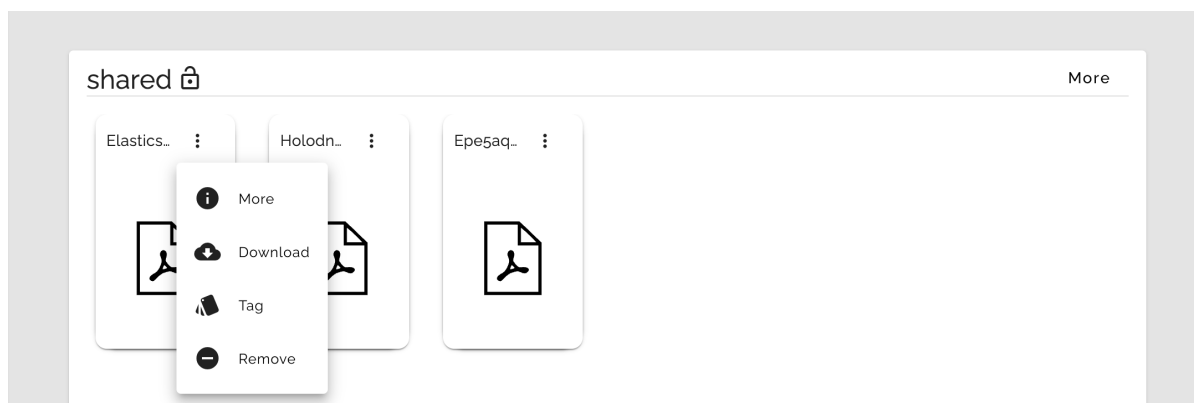 shared
More
Elastics…
Holodn…
Epe5aq…
More
Download
Tag
Remove